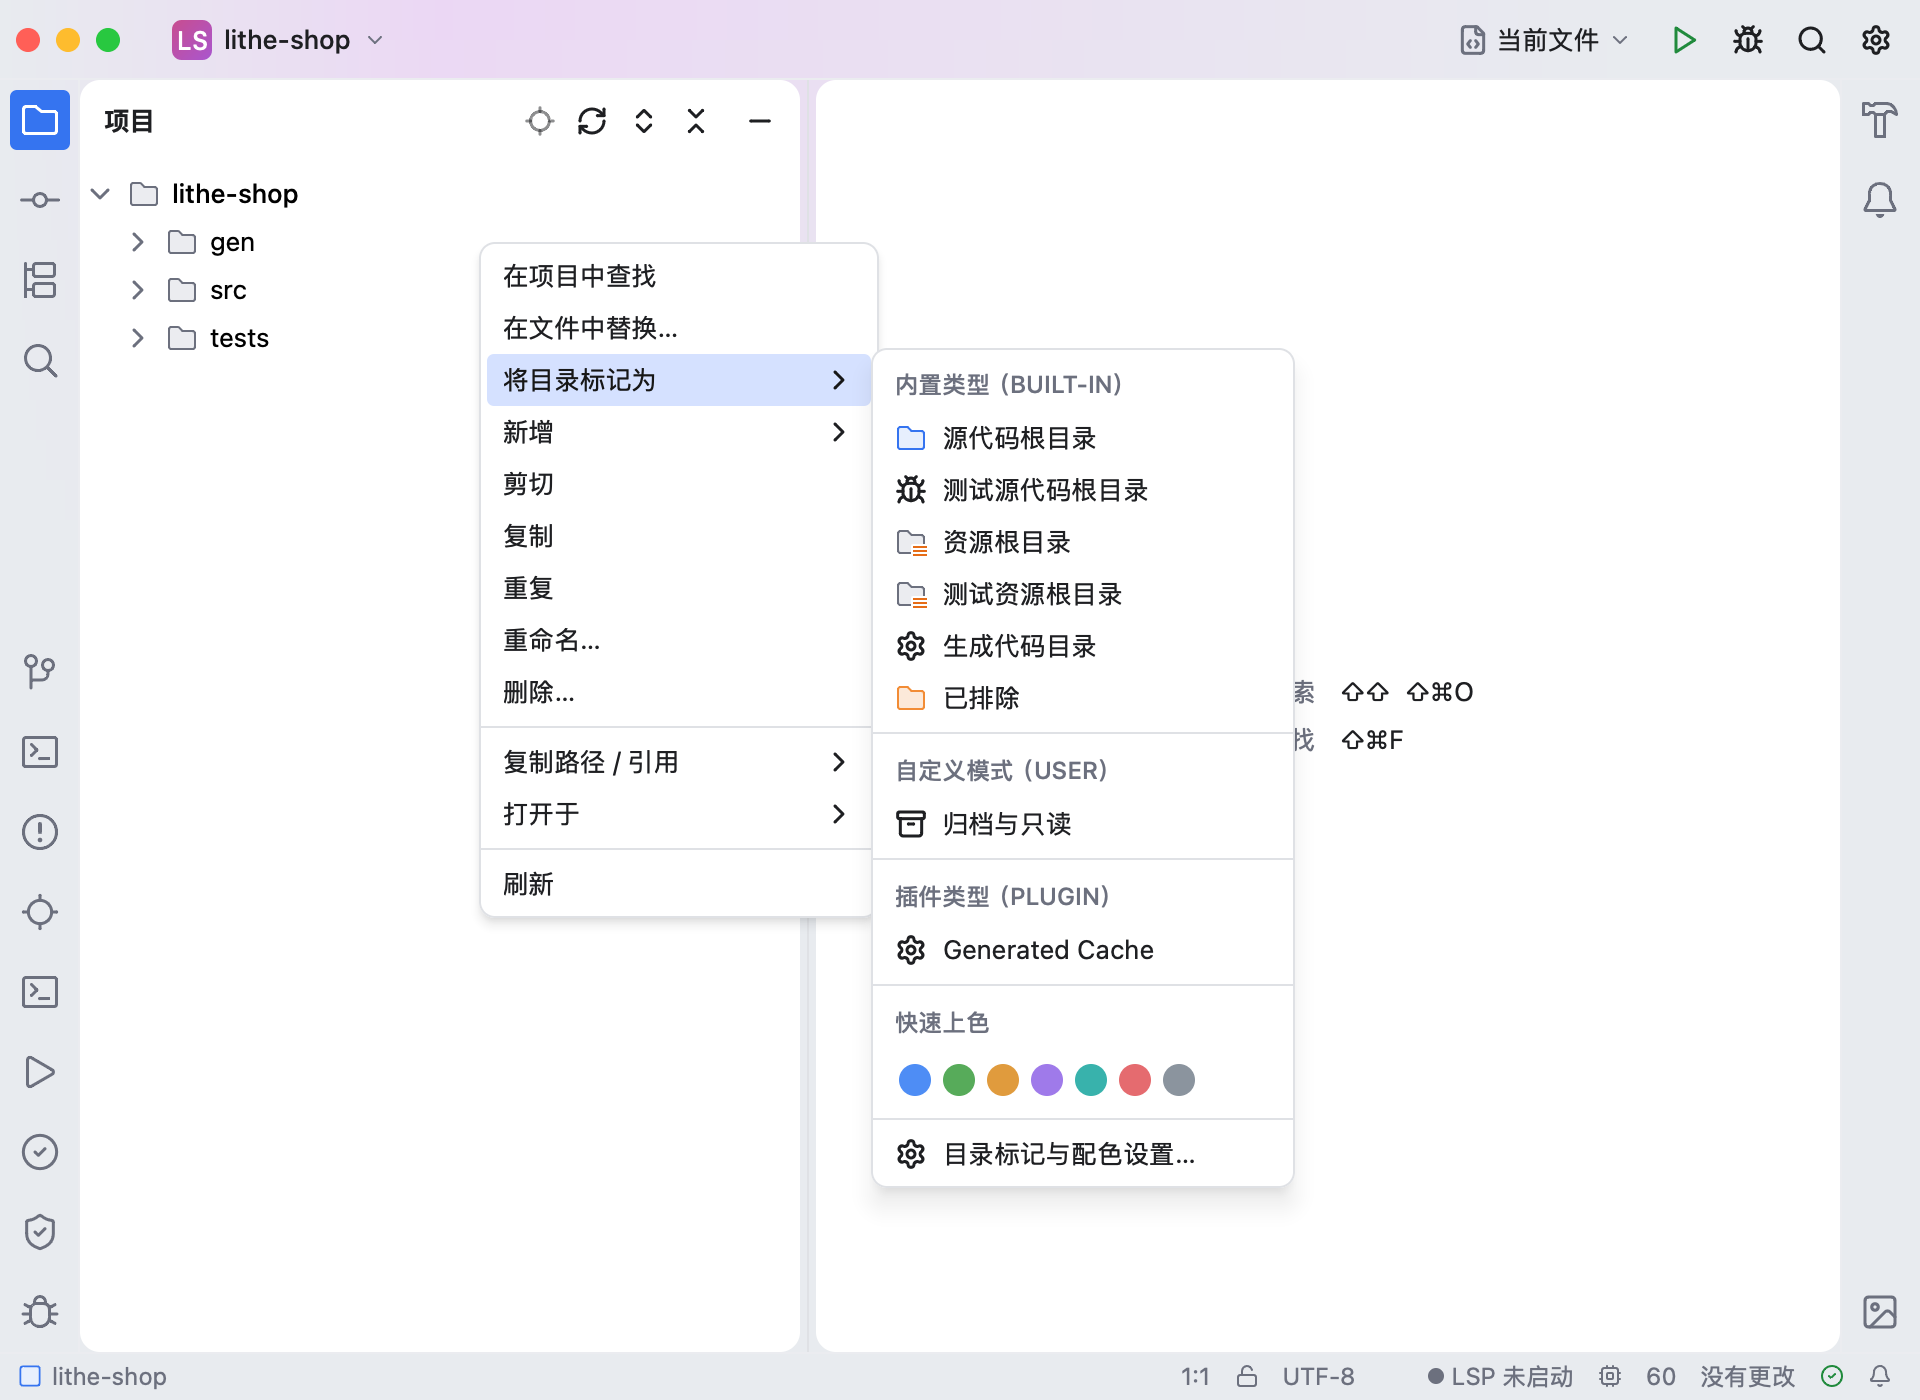 LS lithe-shop
当前文件
项目
lithe-shop
gen
src
tests
在项目中查找
在文件中替换...
将目录标记为
新增
剪切
复制
重复
重命名...
删除...
复制路径 / 引用
打开于
刷新
内置类型 (BUILT-IN)
源代码根目录
测试源代码根目录
资源根目录
测试资源根目录
生成代码目录
已排除
自定义模式 (USER)
归档与只读
插件类型 (PLUGIN)
Generated Cache
快速上色
目录标记与配色设置...
索 ⇧⇧ ⇧⌘O
找 ⇧⌘F
lithe-shop
1:1
UTF-8
LSP 未启动
60
没有更改